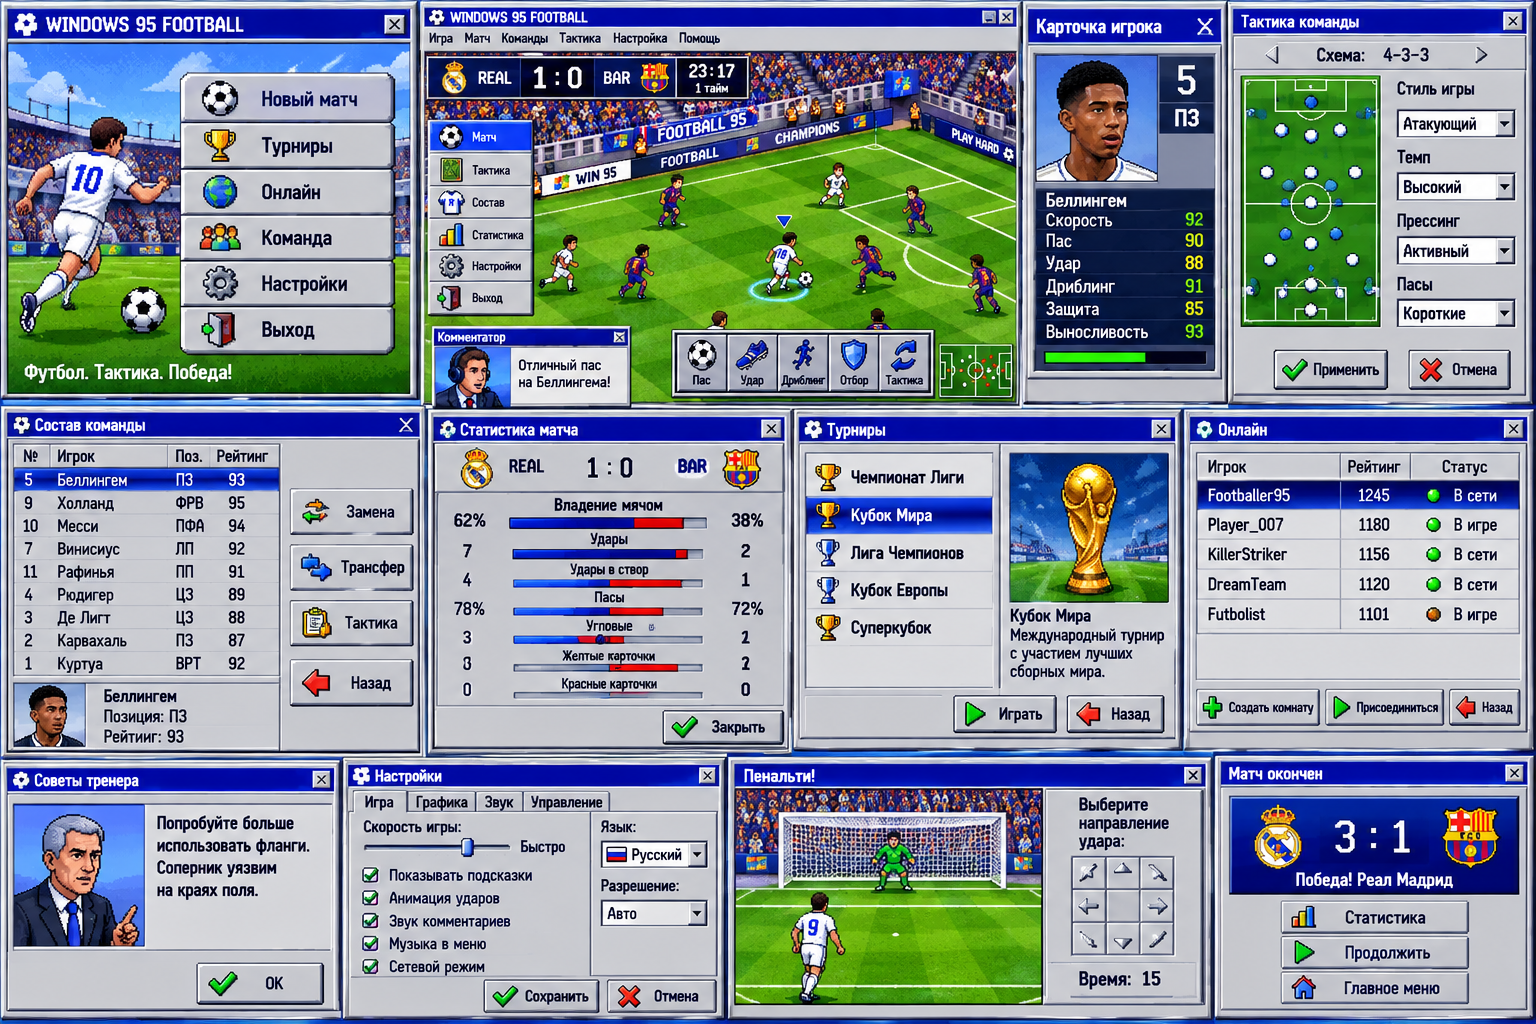 WINDOWS 95 FOOTBALL
10
Новый матч
Турниры
Онлайн
Команда
Настройки
Выход
Футбол. Тактика. Победа!
WINDOWS 95 FOOTBALL
Игра Матч Команды Тактика Настройка Помощь
REAL 1:0 BAR 23:17
1 тайм
Матч
Тактика
Состав
Статистика
Настройки
Выход
FOOTBALL 95
CHAMPIONS
PLAY HARD
FOOTBALL
WIN 95
Комментатор
Отличный пас
на Беллингема!
Пас
Удар
Дриблинг
Отбор
Тактика
Карточка игрока
5
ПЗ
Беллингем
Скорость 92
Пас 90
Удар 88
Дриблинг 91
Защита 85
Выносливость 93
Тактика команды
Схема: 4-3-3
Стиль игры
Атакующий
Темп
Высокий
Прессинг
Активный
Пасы
Короткие
Применить
Отмена
Состав команды
№ Игрок Поз. Рейтинг
5 Беллингем ПЗ 93
9 Холланд ФРВ 95
10 Месси ПФА 94
7 Винисиус ЛП 92
11 Рафинья ПП 91
4 Рюдигер ЦЗ 89
3 Де Лигт ЦЗ 88
2 Карвахаль ПЗ 87
1 Куртуа ВРТ 92
Замена
Трансфер
Тактика
Назад
Беллингем
Позиция: ПЗ
Рейтинг: 93
Статистика матча
REAL 1:0 BAR
Владение мячом
62% 38%
Удары
7 2
Удары в створ
4 1
Пасы
78% 72%
Угловые
3 2
Желтые карточки
0 2
Красные карточки
0 0
Закрыть
Турниры
Чемпионат Лиги
Кубок Мира
Лига Чемпионов
Кубок Европы
Суперкубок
Кубок Мира
Международный турнир
с участием лучших
сборных мира.
Играть
Назад
Онлайн
Игрок Рейтинг Статус
Footballer95 1245 В сети
Player_007 1180 В игре
KillerStriker 1156 В сети
DreamTeam 1120 В сети
Futbolist 1101 В игре
Создать комнату
Присоединиться
Назад
Советы тренера
Попробуйте больше
использовать фланги.
Соперник уязвим
на краях поля.
OK
Настройки
Игра Графика Звук Управление
Скорость игры:
Быстро
Показывать подсказки
Анимация ударов
Звук комментариев
Музыка в меню
Сетевой режим
Язык:
Русский
Разрешение:
Авто
Сохранить
Отмена
Пенальти!
9
Выберите
направление
удара:
Время: 15
Матч окончен
3:1
Победа! Реал Мадрид
Статистика
Продолжить
Главное меню